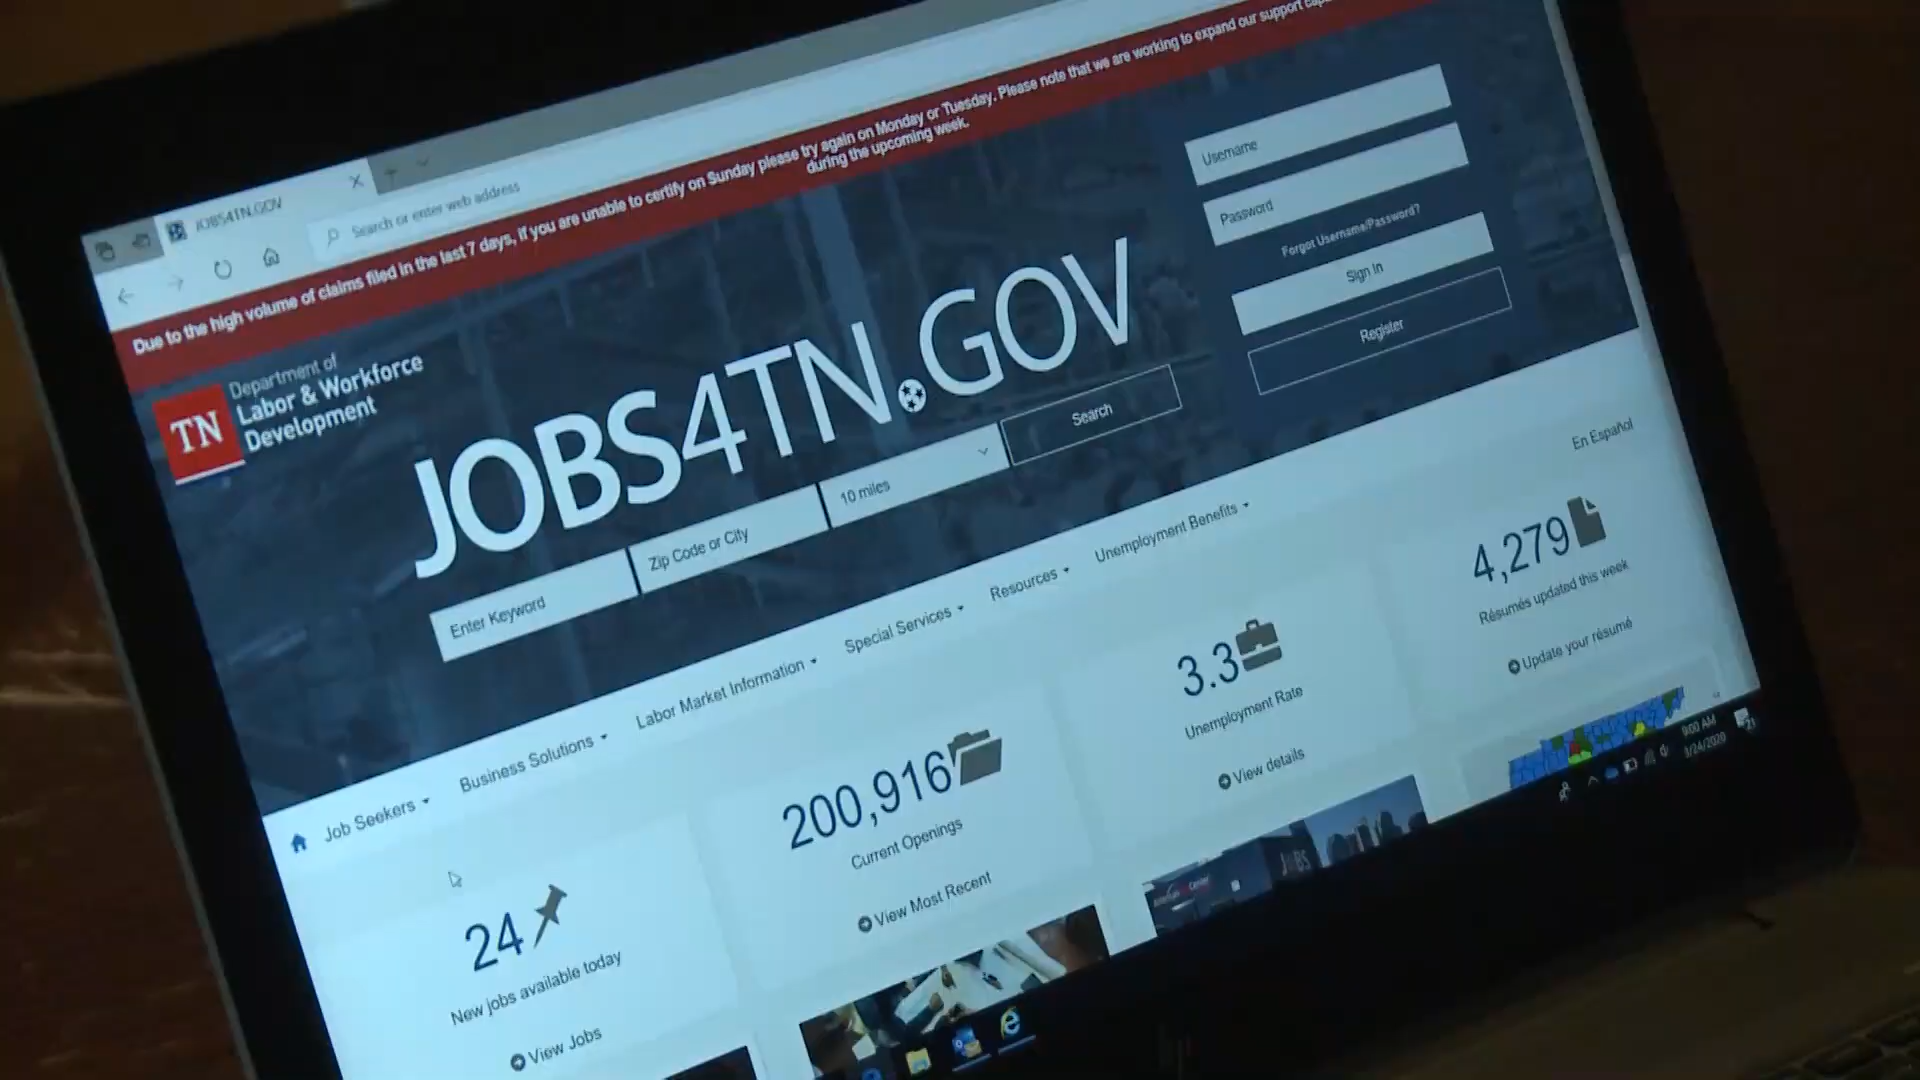 JOBS4TN.GOV
Search or enter web address
Due to the high volume of claims filed in the last 7 days, if you are unable to certify on Sunday please try again on Monday or Tuesday. Please note that we are working to expand our support
during the upcoming week.
TN
Department of
Labor & Workforce
Development
JOBS4TN.GOV
Username
Password
Forgot Username/Password?
Sign In
Register
Enter Keyword
Zip Code or City
10 miles
Search
En Español
Job Seekers
Business Solutions
Labor Market Information
Special Services
Resources
Unemployment Benefits
24
New jobs available today
View Jobs
200,916
Current Openings
View Most Recent
3.3
Unemployment Rate
View details
4,279
Résumés updated this week
Update your résumé
JOBS
9:00 AM
3/24/2020